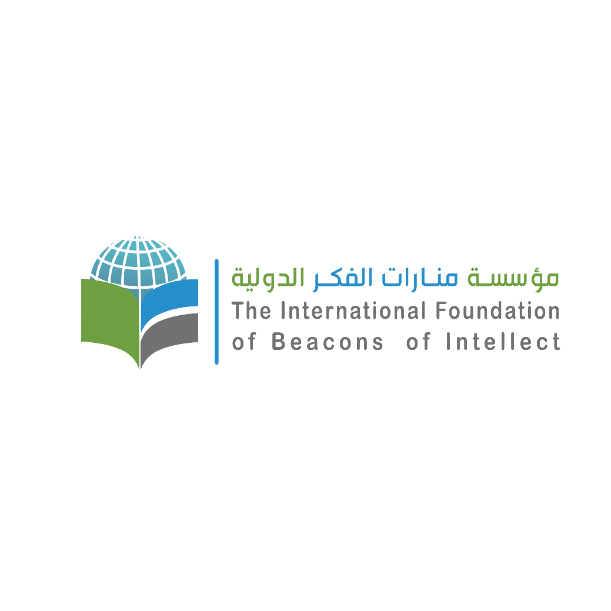 مؤسسة منارات الفكر الدولية
The International Foundation
of Beacons of Intellect